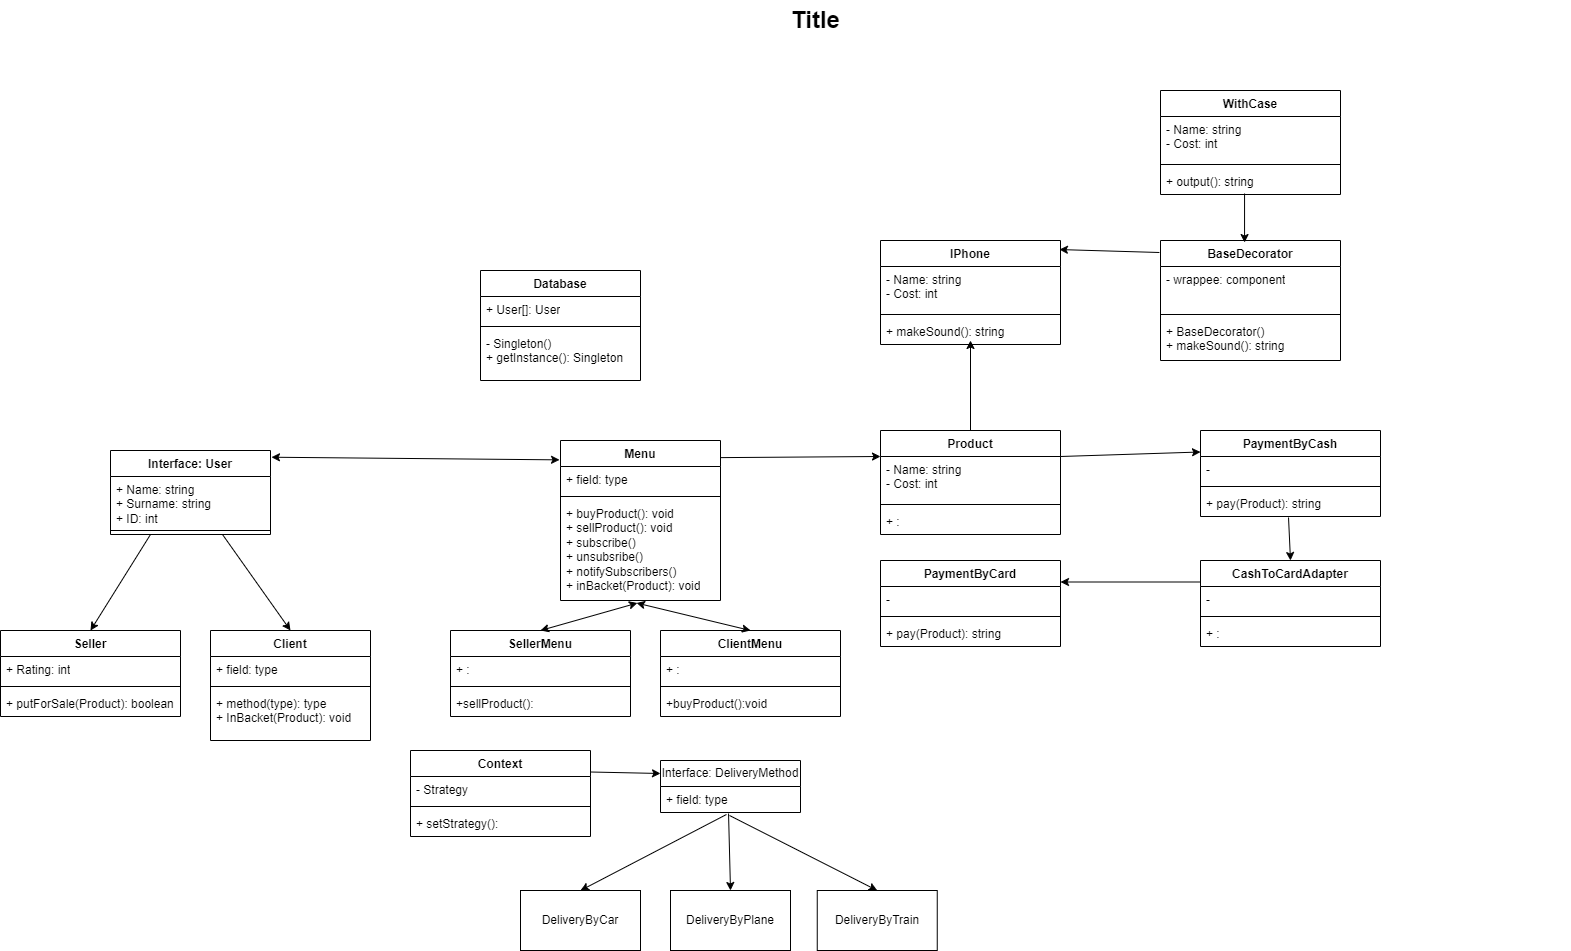 Title
WithCase
- Name: string
- Cost: int
+ output(): string
IPhone
- Name: string
- Cost: int
+ makeSound(): string
BaseDecorator
- wrappee: component
+ BaseDecorator()
+ makeSound(): string
Database
+ User[]: User
- Singleton()
+ getInstance(): Singleton
Interface: User
+ Name: string
+ Surname: string
+ ID: int
Menu
+ field: type
+ buyProduct(): void
+ sellProduct(): void
+ subscribe()
+ unsubsribe()
+ notifySubscribers()
+ inBacket(Product): void
Product
- Name: string
- Cost: int
+ :
PaymentByCash
-
+ pay(Product): string
PaymentByCard
-
+ pay(Product): string
CashToCardAdapter
-
+ :
Seller
+ Rating: int
+ putForSale(Product): boolean
Client
+ field: type
+ method(type): type
+ InBacket(Product): void
SellerMenu
+ :
+sellProduct():
ClientMenu
+ :
+buyProduct():void
Context
- Strategy
+ setStrategy():
Interface: DeliveryMethod
+ field: type
DeliveryByCar
DeliveryByPlane
DeliveryByTrain